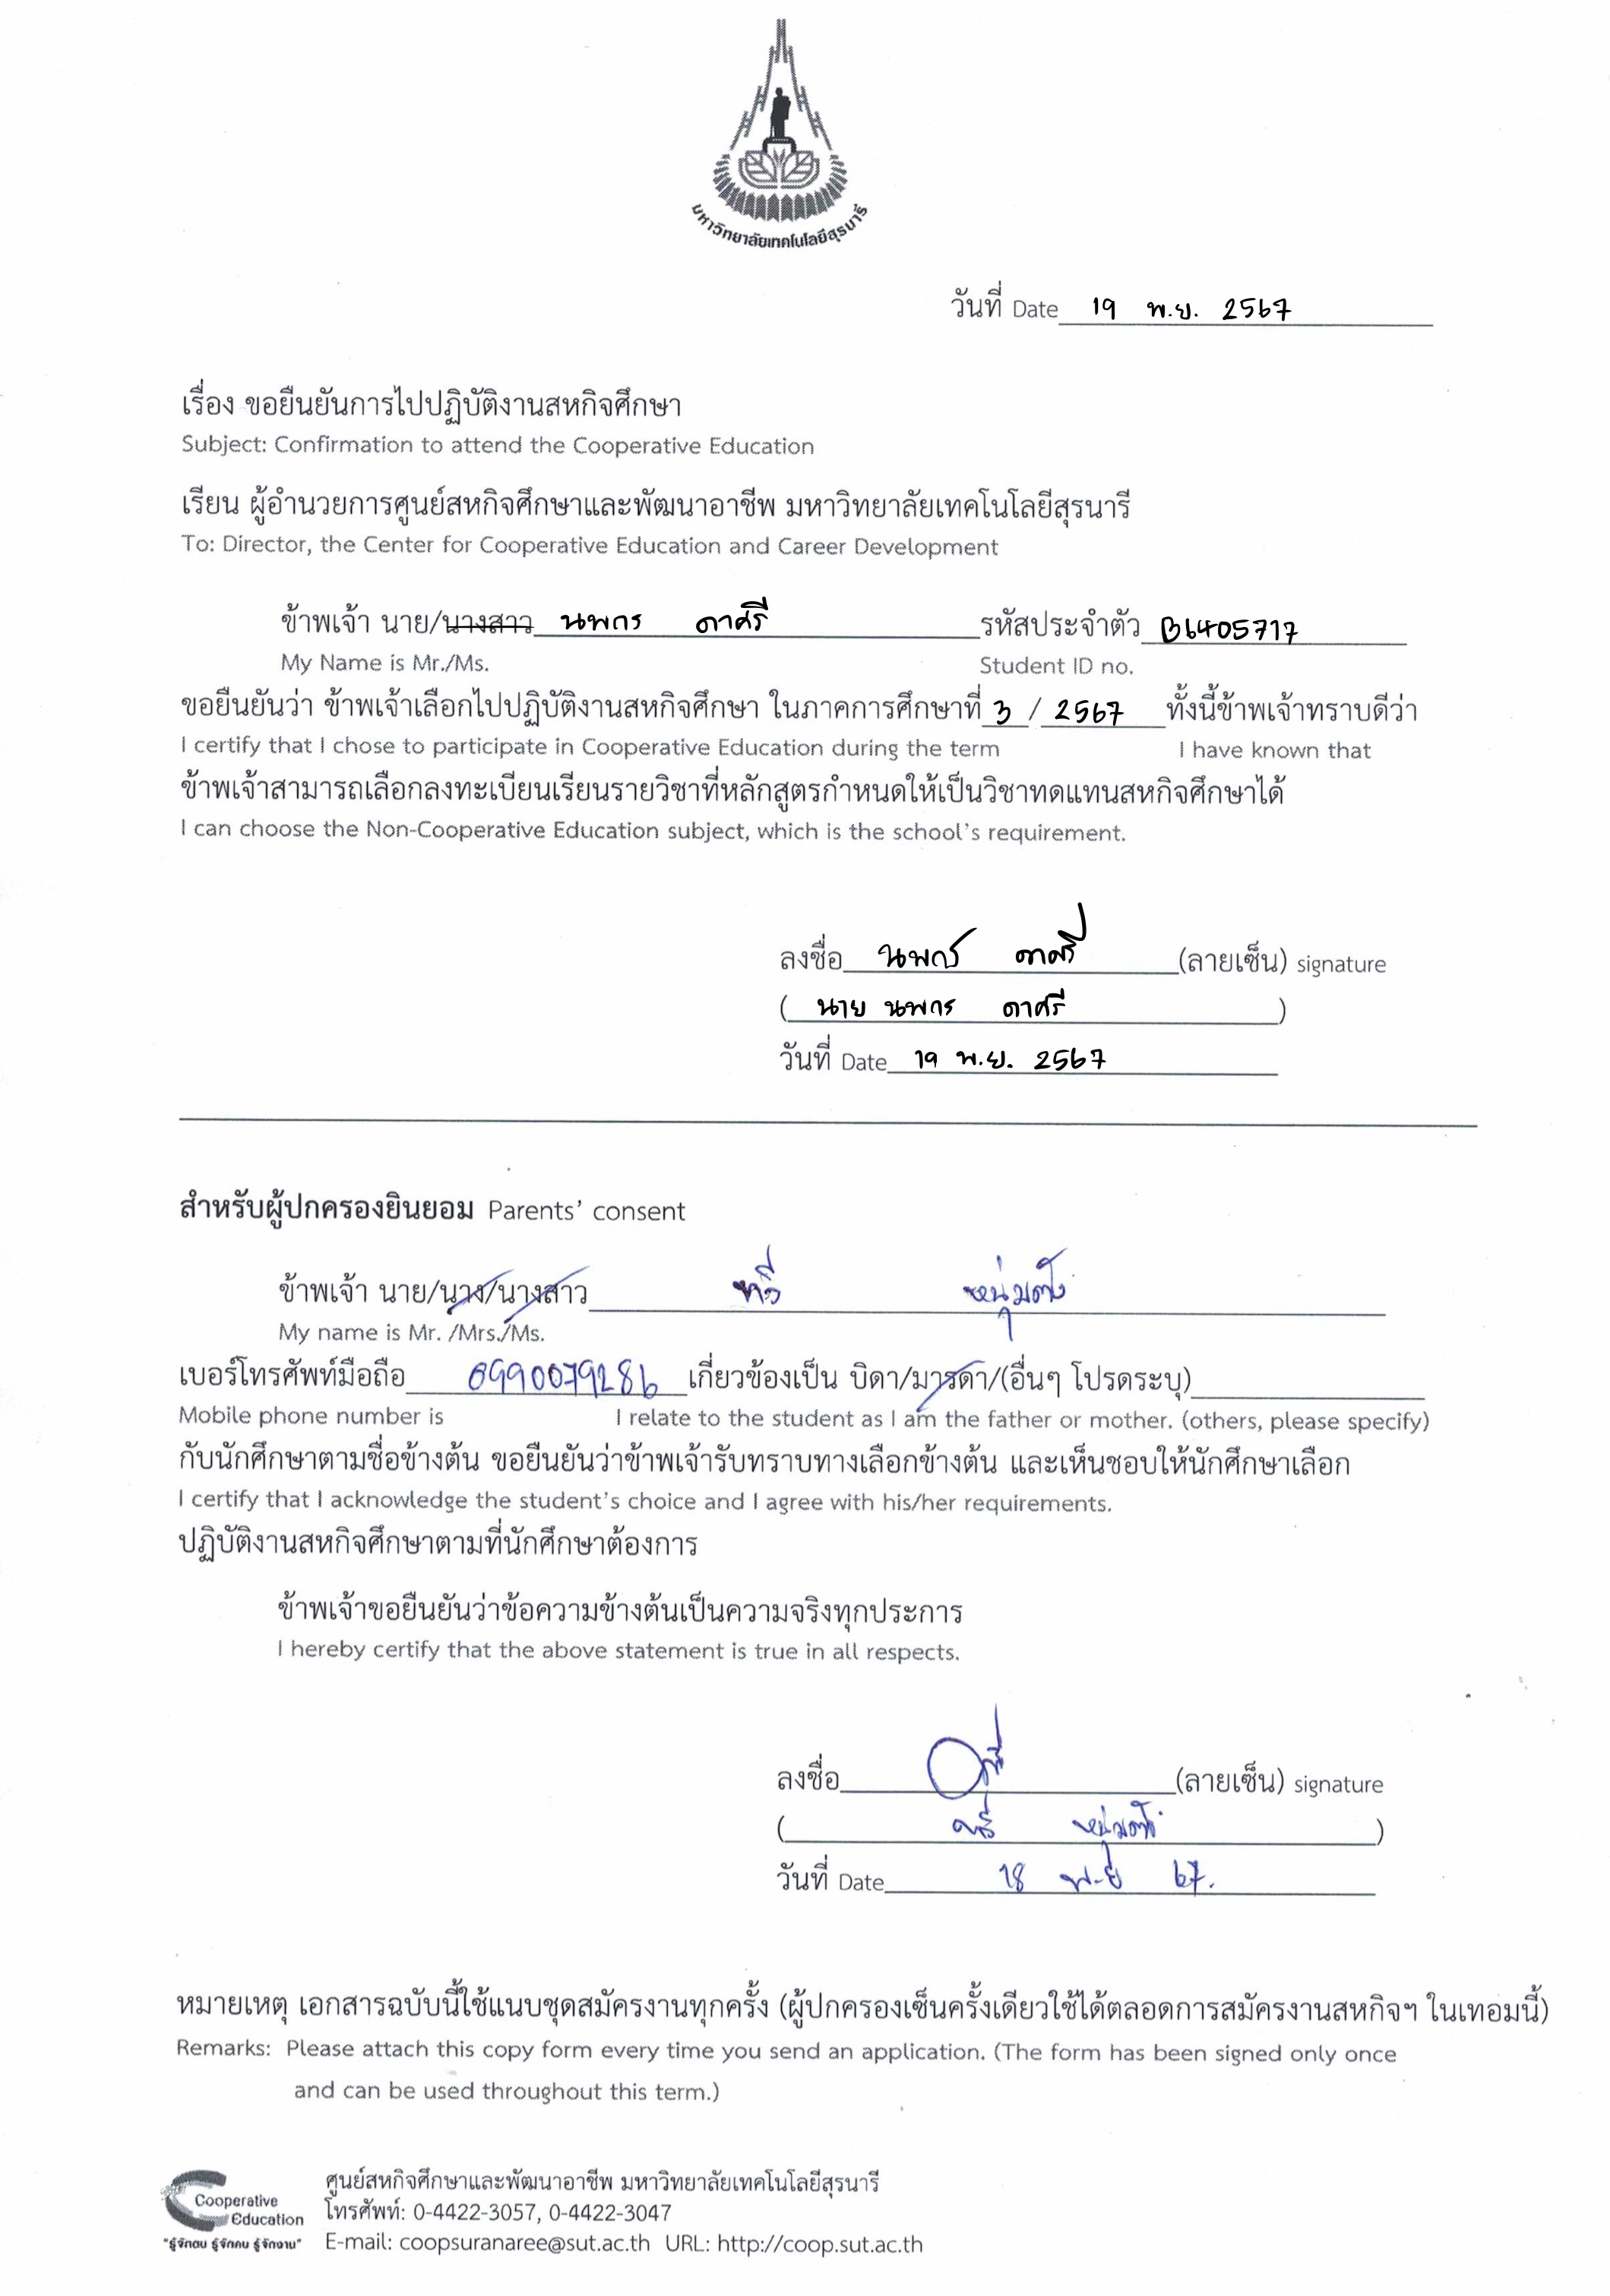 มหาวิทยาลัยเทคโนโลยีสุรนารี
วันที่ Date 19 พ.ย. 2567
เรื่อง ขอยืนยันการไปปฏิบัติงานสหกิจศึกษา
Subject: Confirmation to attend the Cooperative Education
เรียน ผู้อำนวยการศูนย์สหกิจศึกษาและพัฒนาอาชีพ มหาวิทยาลัยเทคโนโลยีสุรนารี
To: Director, the Center for Cooperative Education and Career Development
ข้าพเจ้า นาย/นางสาว นพกร ดาศรี รหัสประจำตัว B6405717
My Name is Mr./Ms. Student ID no.
ขอยืนยันว่า ข้าพเจ้าเลือกไปปฏิบัติงานสหกิจศึกษา ในภาคการศึกษาที่ 3 / 2567 ทั้งนี้ข้าพเจ้าทราบดีว่า
I certify that I chose to participate in Cooperative Education during the term I have known that
ข้าพเจ้าสามารถเลือกลงทะเบียนเรียนรายวิชาที่หลักสูตรกำหนดให้เป็นวิชาทดแทนสหกิจศึกษาได้
I can choose the Non-Cooperative Education subject, which is the school's requirement.
ลงชื่อ นพกร ดาศรี (ลายเซ็น) signature
( นาย นพกร ดาศรี )
วันที่ Date 19 พ.ย. 2567
สำหรับผู้ปกครองยินยอม Parents' consent
ข้าพเจ้า นาย/นาง/นางสาว
My name is Mr. /Mrs./Ms.
เบอร์โทรศัพท์มือถือ 0990079286 เกี่ยวข้องเป็น บิดา/มารดา/(อื่นๆ โปรดระบุ)
Mobile phone number is I relate to the student as I am the father or mother. (others, please specify)
กับนักศึกษาตามชื่อข้างต้น ขอยืนยันว่าข้าพเจ้ารับทราบทางเลือกข้างต้น และเห็นชอบให้นักศึกษาเลือก
I certify that I acknowledge the student's choice and I agree with his/her requirements.
ปฏิบัติงานสหกิจศึกษาตามที่นักศึกษาต้องการ
ข้าพเจ้าขอยืนยันว่าข้อความข้างต้นเป็นความจริงทุกประการ
I hereby certify that the above statement is true in all respects.
ลงชื่อ (ลายเซ็น) signature
( )
วันที่ Date 18 พ.ย 67.
หมายเหตุ เอกสารฉบับนี้ใช้แนบชุดสมัครงานทุกครั้ง (ผู้ปกครองเซ็นครั้งเดียวใช้ได้ตลอดการสมัครงานสหกิจฯ ในเทอมนี้)
Remarks: Please attach this copy form every time you send an application. (The form has been signed only once
and can be used throughout this term.)
Cooperative Education
"รู้จักตน รู้จักคน รู้จักงาน"
ศูนย์สหกิจศึกษาและพัฒนาอาชีพ มหาวิทยาลัยเทคโนโลยีสุรนารี
โทรศัพท์: 0-4422-3057, 0-4422-3047
E-mail: coopsuranaree@sut.ac.th URL: http://coop.sut.ac.th